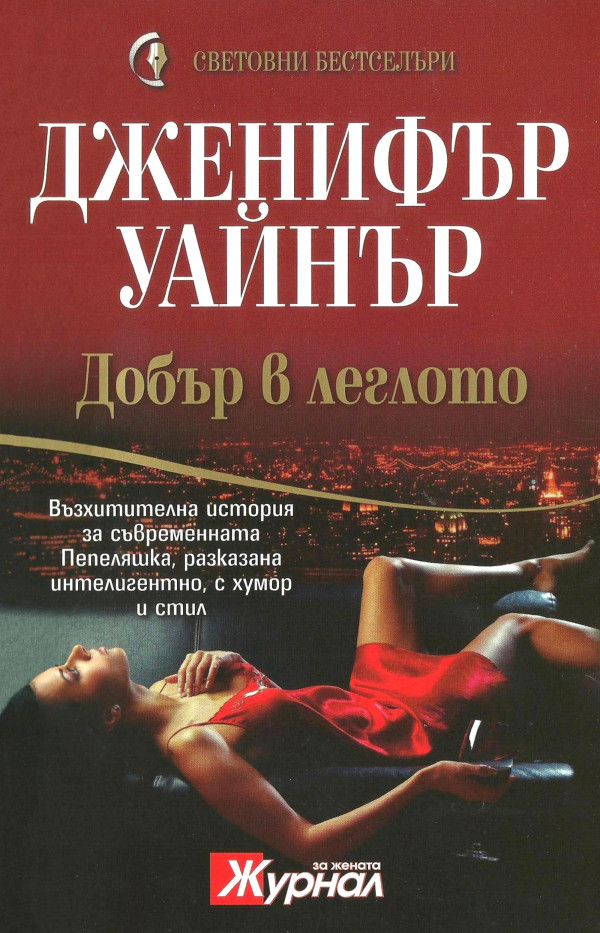 СВЕТОВНИ БЕСТСЕЛЪРИ
ДЖЕНИФЪР
УАЙНЪР
Добър в леглото
Възхитителна история
за съвременната
Пепеляшка, разказана
интелигентно, с хумор
и стил
за жената
Журнал